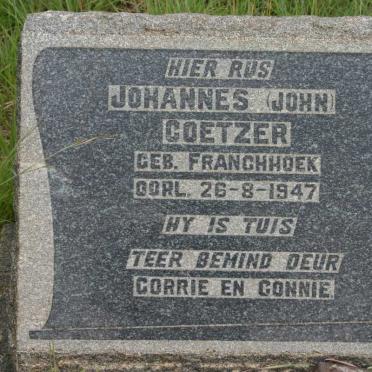 HIER RUS
JOHANNES (JOHN)
COETZER
GEB. FRANCHHOEK
OORL. 26-8-1947
HY IS TUIS
TEER BEMIND DEUR
CORRIE EN CONNIE